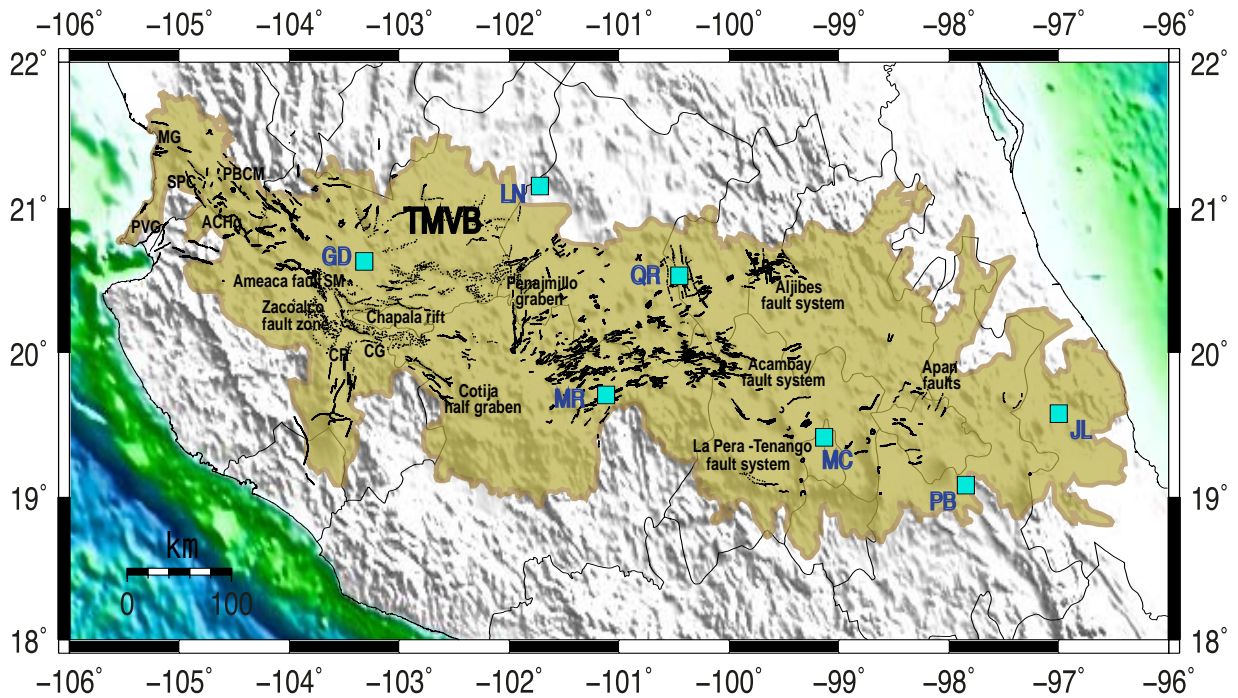 −106° −105° −104° −103° −102° −101° −100° −99° −98° −97° −96°
22° 22°
MG
SPC PBCM
LN
21° 21°
PVG ACHG TMVB
GD QR
Ameaca fault SM Penajmillo Aljibes
graben fault system
Zacoalco
fault zone Chapala rift
20° 20°
CR CG Acambay Apan
fault system faults
Cotija
half graben MR
JL
La Pera -Tenango
fault system MC
19° 19°
PB
km
0 100
18° 18°
−106° −105° −104° −103° −102° −101° −100° −99° −98° −97° −96°